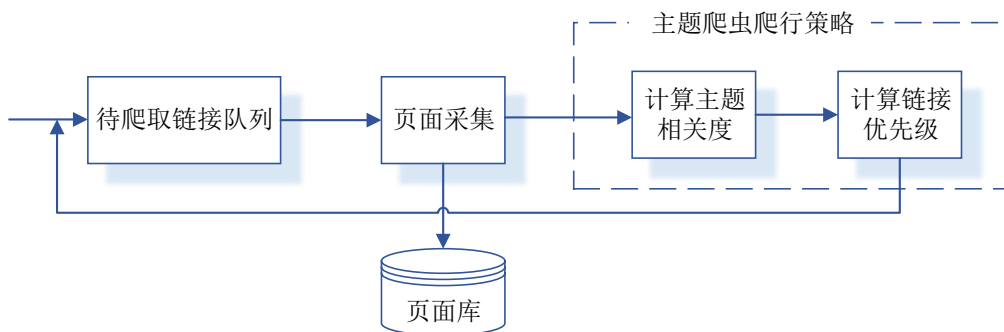 主题爬虫爬行策略
待爬取链接队列
页面采集
计算主题
相关度
计算链接
优先级
页面库